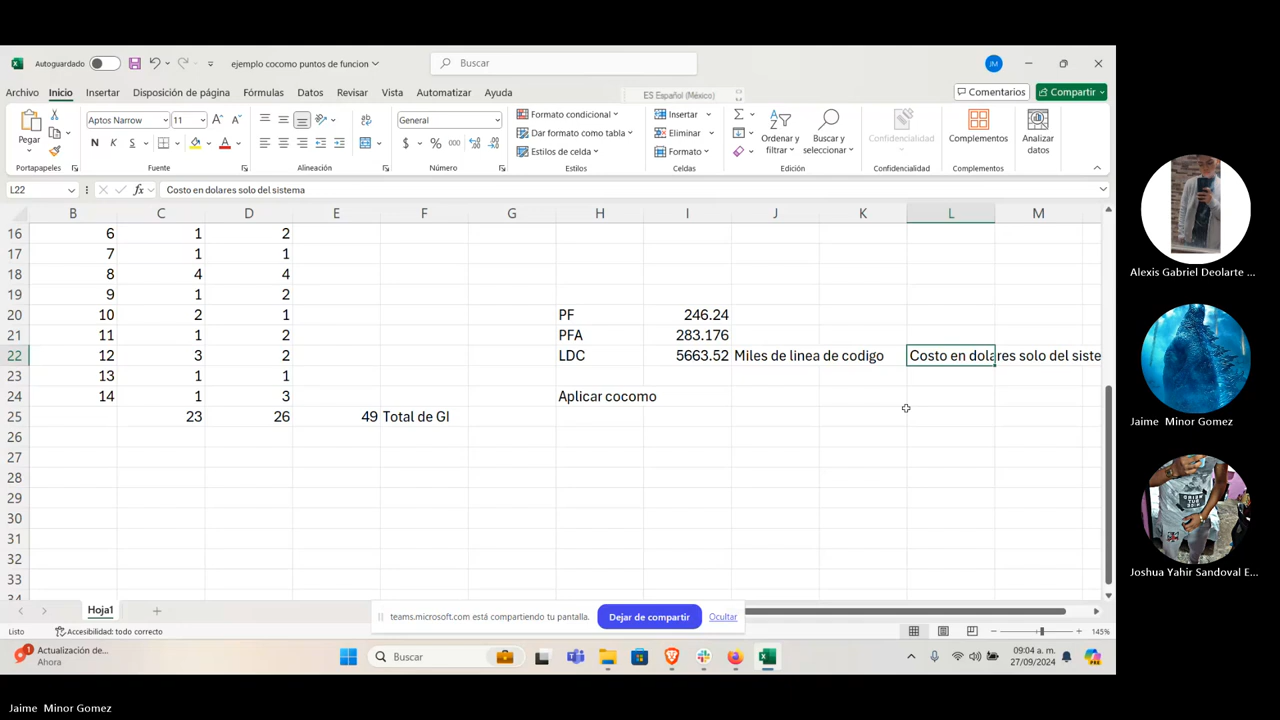 Autoguardado
ejemplo cocomo puntos de funcion
Buscar
JM
Archivo Inicio Insertar Disposición de página Fórmulas Datos Revisar Vista Automatizar Ayuda
ES Español (México)
Comentarios
Compartir
Pegar
Portapapeles
Aptos Narrow 11
N K S
Fuente
Alineación
General
$ % 000
Número
Formato condicional
Dar formato como tabla
Estilos de celda
Estilos
Insertar
Eliminar
Formato
Celdas
Ordenar y filtrar
Buscar y seleccionar
Edición
Confidencialidad
Confidencialidad
Complementos
Complementos
Analizar datos
L22 fx Costo en dolares solo del sistema
B C D E F G H I J K L M
16 6 1 2
17 7 1 1
18 8 4 4
19 9 1 2
20 10 2 1 PF 246.24
21 11 1 2 PFA 283.176
22 12 3 2 LDC 5663.52 Miles de linea de codigo Costo en dolares solo del siste
23 13 1 1
24 14 1 3 Aplicar cocomo
25 23 26 49 Total de GI
26
27
28
29
30
31
32
33
34
Hoja1
teams.microsoft.com está compartiendo tu pantalla. Dejar de compartir Ocultar
Listo Accesibilidad: todo correcto 145%
Actualización de...
Ahora
Buscar
09:04 a. m.
27/09/2024
Alexis Gabriel Deolarte ...
Jaime Minor Gomez
Joshua Yahir Sandoval E...
Jaime Minor Gomez